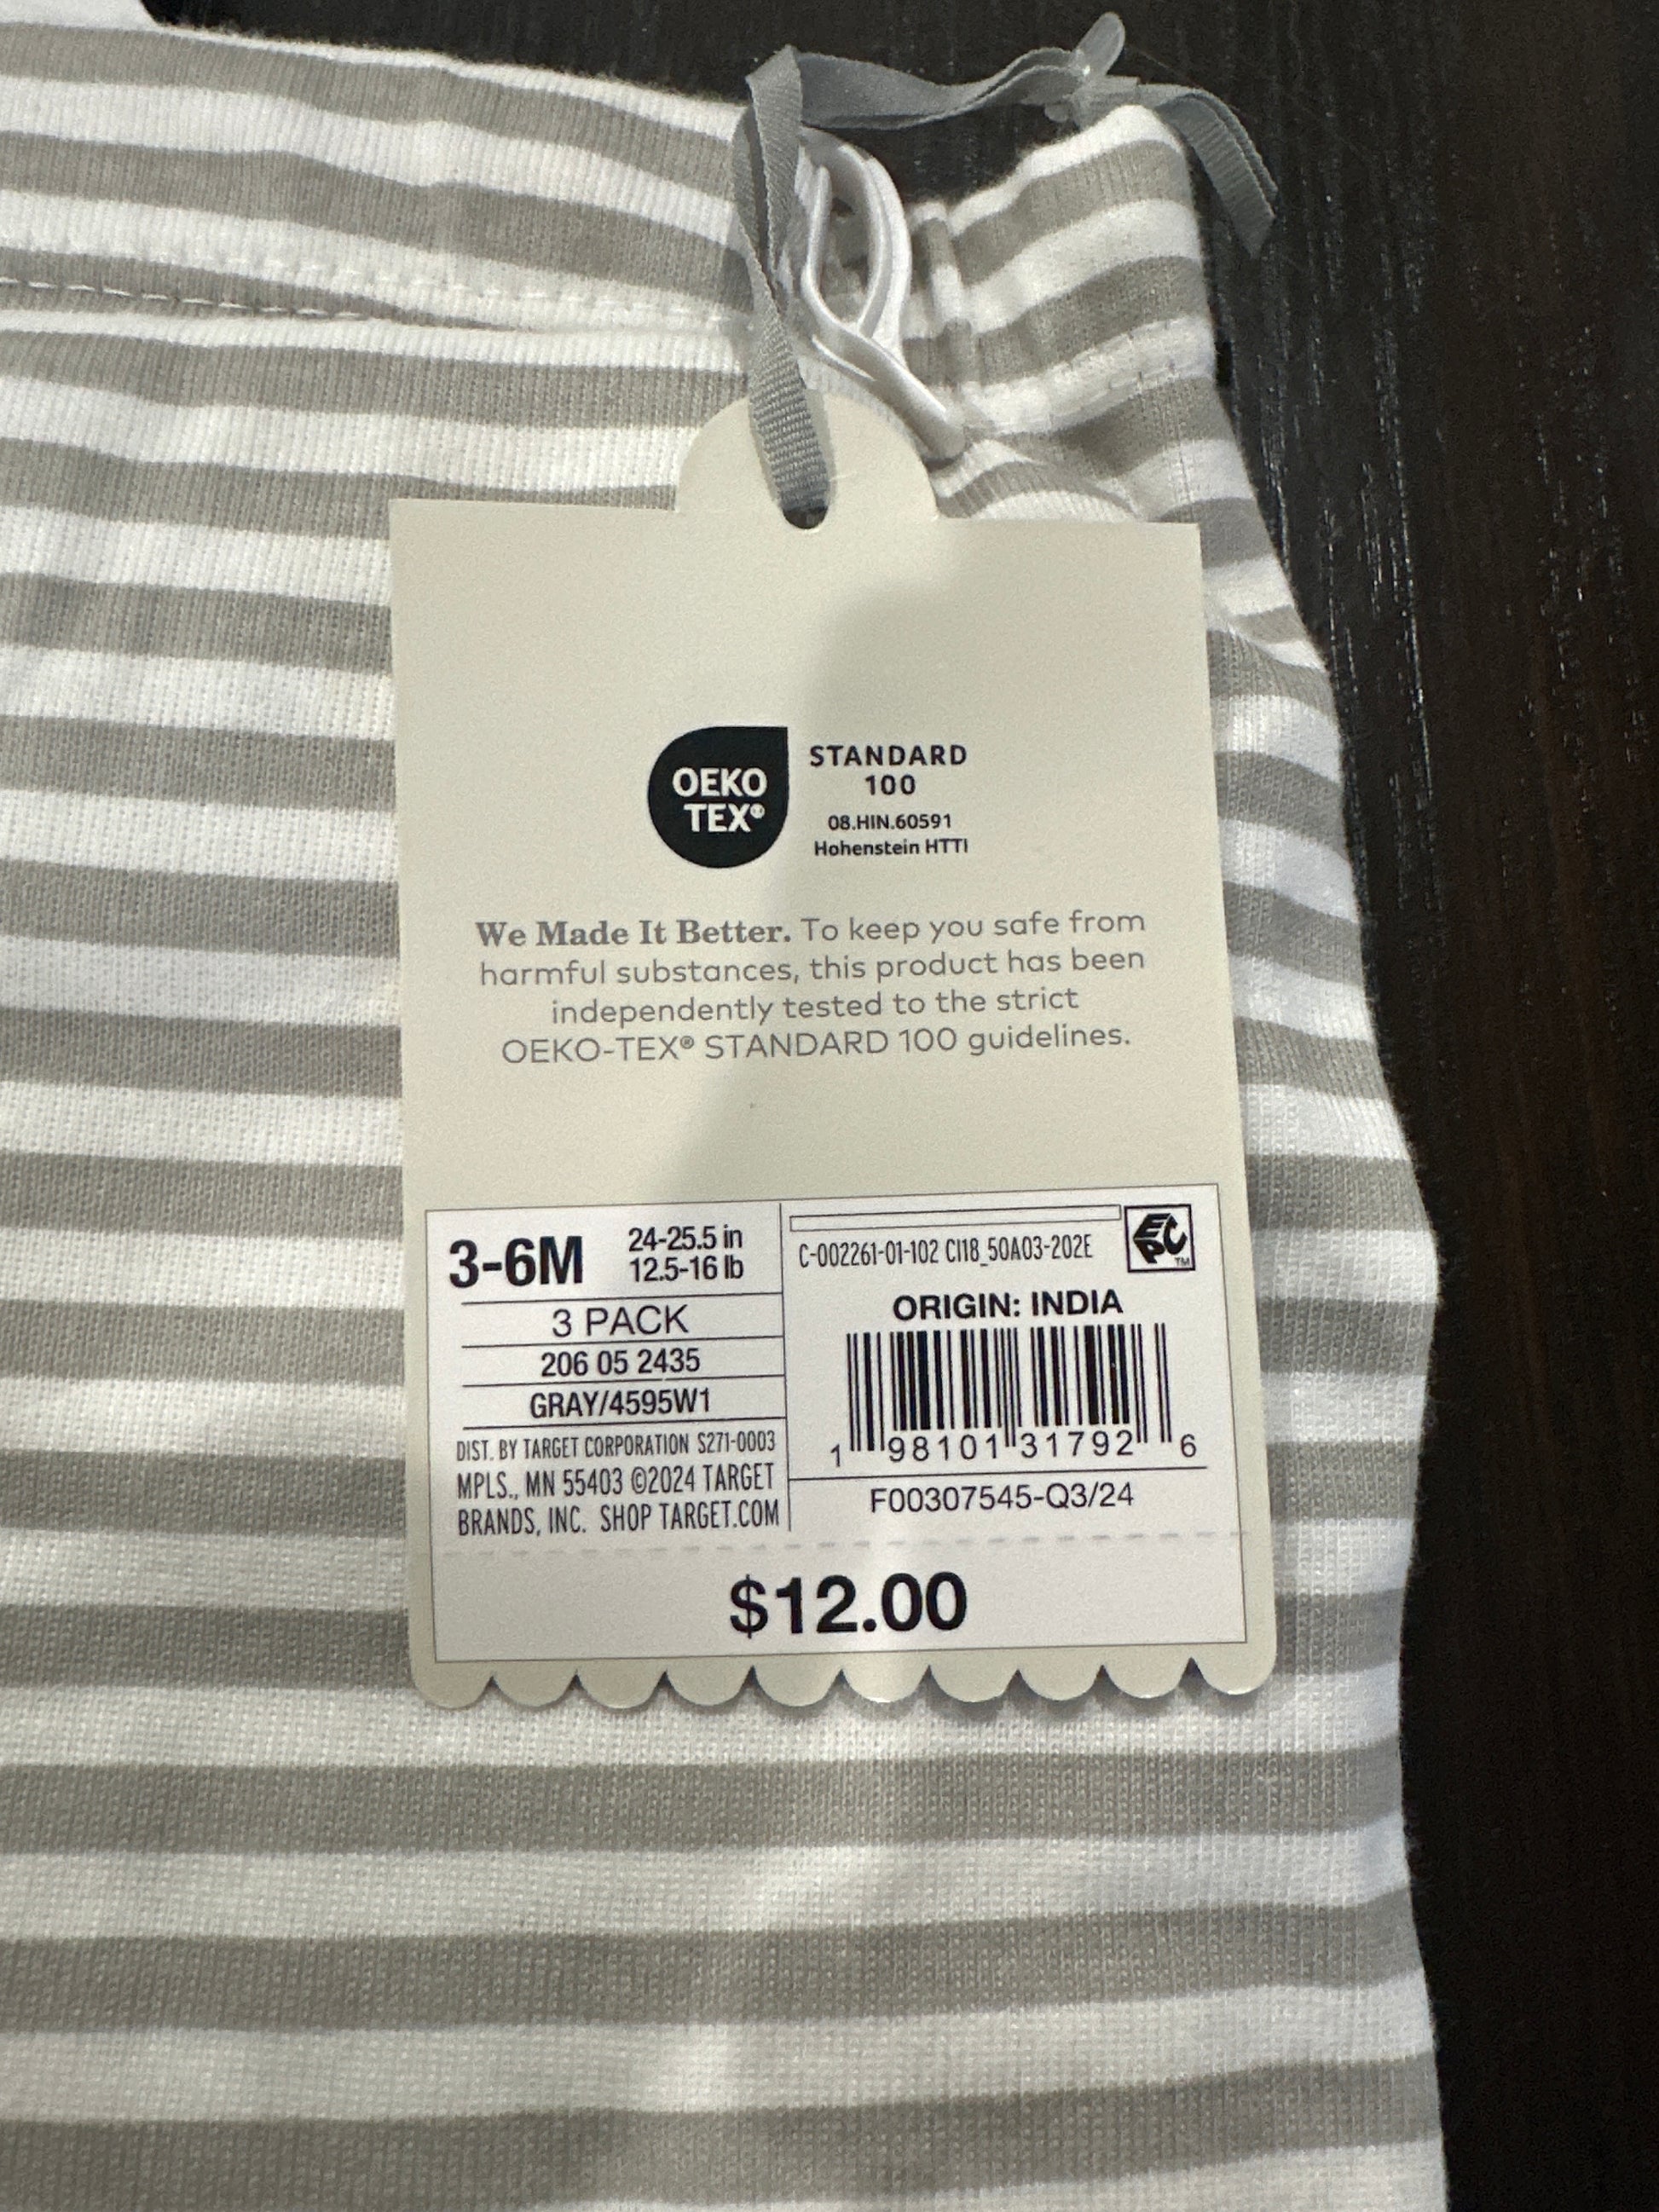 OEKO
TEX®
STANDARD
100
08.HIN.60591
Hohenstein HTTI
We Made It Better. To keep you safe from
harmful substances, this product has been
independently tested to the strict
OEKO-TEX® STANDARD 100 guidelines.
3-6M
24-25.5 in
12.5-16 lb
3 PACK
206 05 2435
GRAY/4595W1
DIST. BY TARGET CORPORATION S271-0003
MPLS., MN 55403 ©2024 TARGET
BRANDS, INC. SHOP TARGET.COM
C-002261-01-102 CI18_50A03-202E
EPC™
ORIGIN: INDIA
1 98101 31792 6
F00307545-Q3/24
$12.00